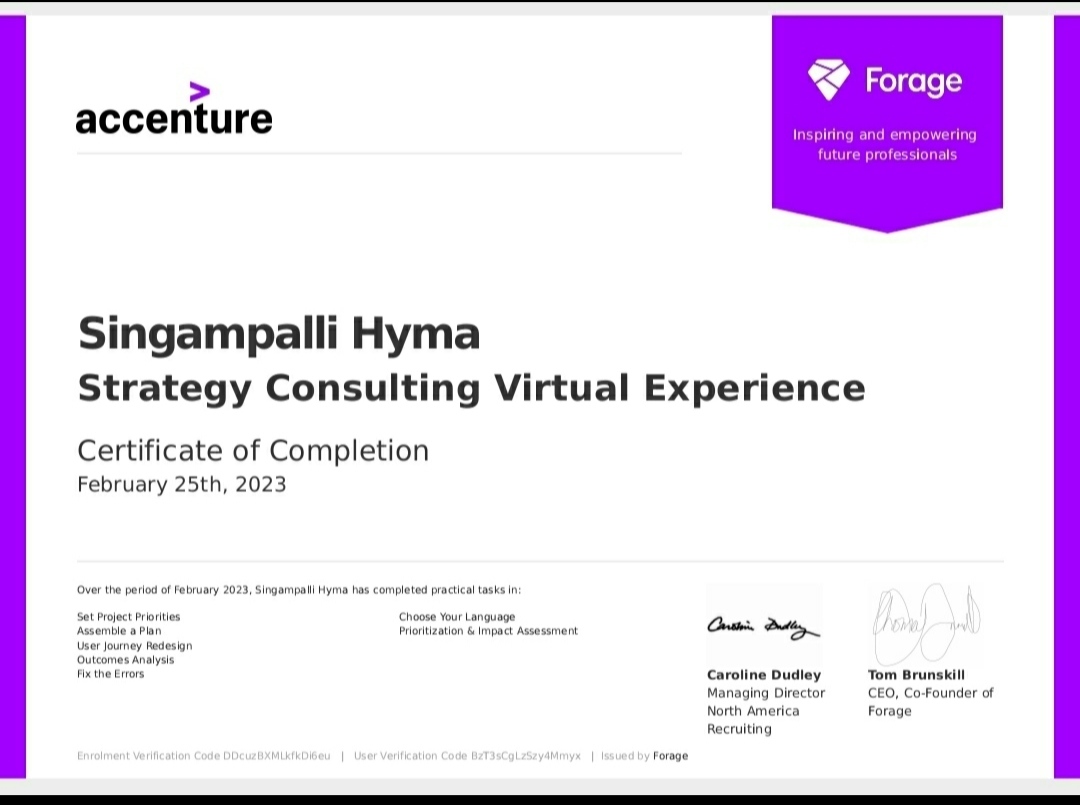 accenture
Forage
Inspiring and empowering
future professionals
Singampalli Hyma
Strategy Consulting Virtual Experience
Certificate of Completion
February 25th, 2023
Over the period of February 2023, Singampalli Hyma has completed practical tasks in:
Set Project Priorities
Assemble a Plan
User Journey Redesign
Outcomes Analysis
Fix the Errors
Choose Your Language
Prioritization & Impact Assessment
Caroline Dudley
Caroline Dudley
Managing Director
North America
Recruiting
Tom Brunskill
CEO, Co-Founder of
Forage
Enrolment Verification Code DDcuzBXMLkfkDi6eu | User Verification Code BzT3sCgLzSzy4Mmyx | Issued by Forage